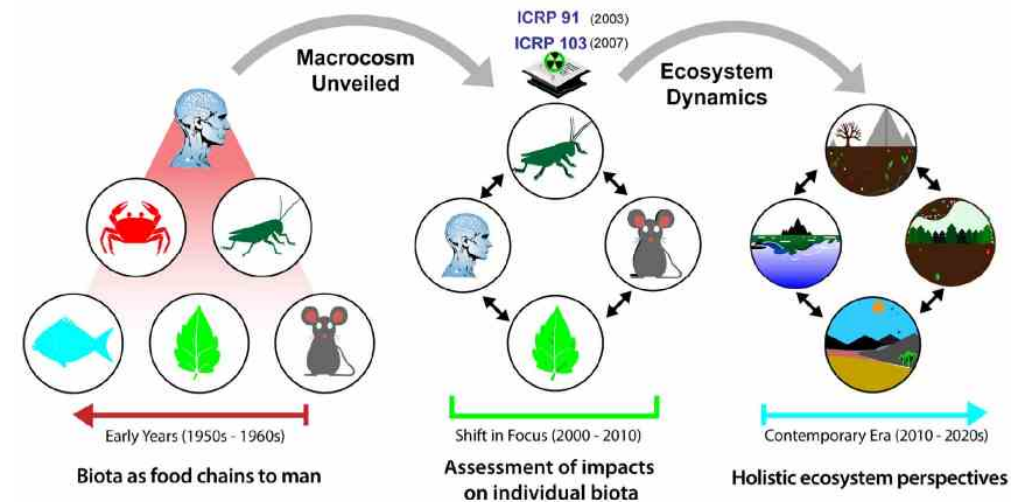 ICRP 91 (2003)
ICRP 103 (2007)
Macrocosm
Unveiled
Ecosystem
Dynamics
Early Years (1950s - 1960s)
Biota as food chains to man
Shift in Focus (2000 - 2010)
Assessment of impacts
on individual biota
Contemporary Era (2010 - 2020s)
Holistic ecosystem perspectives